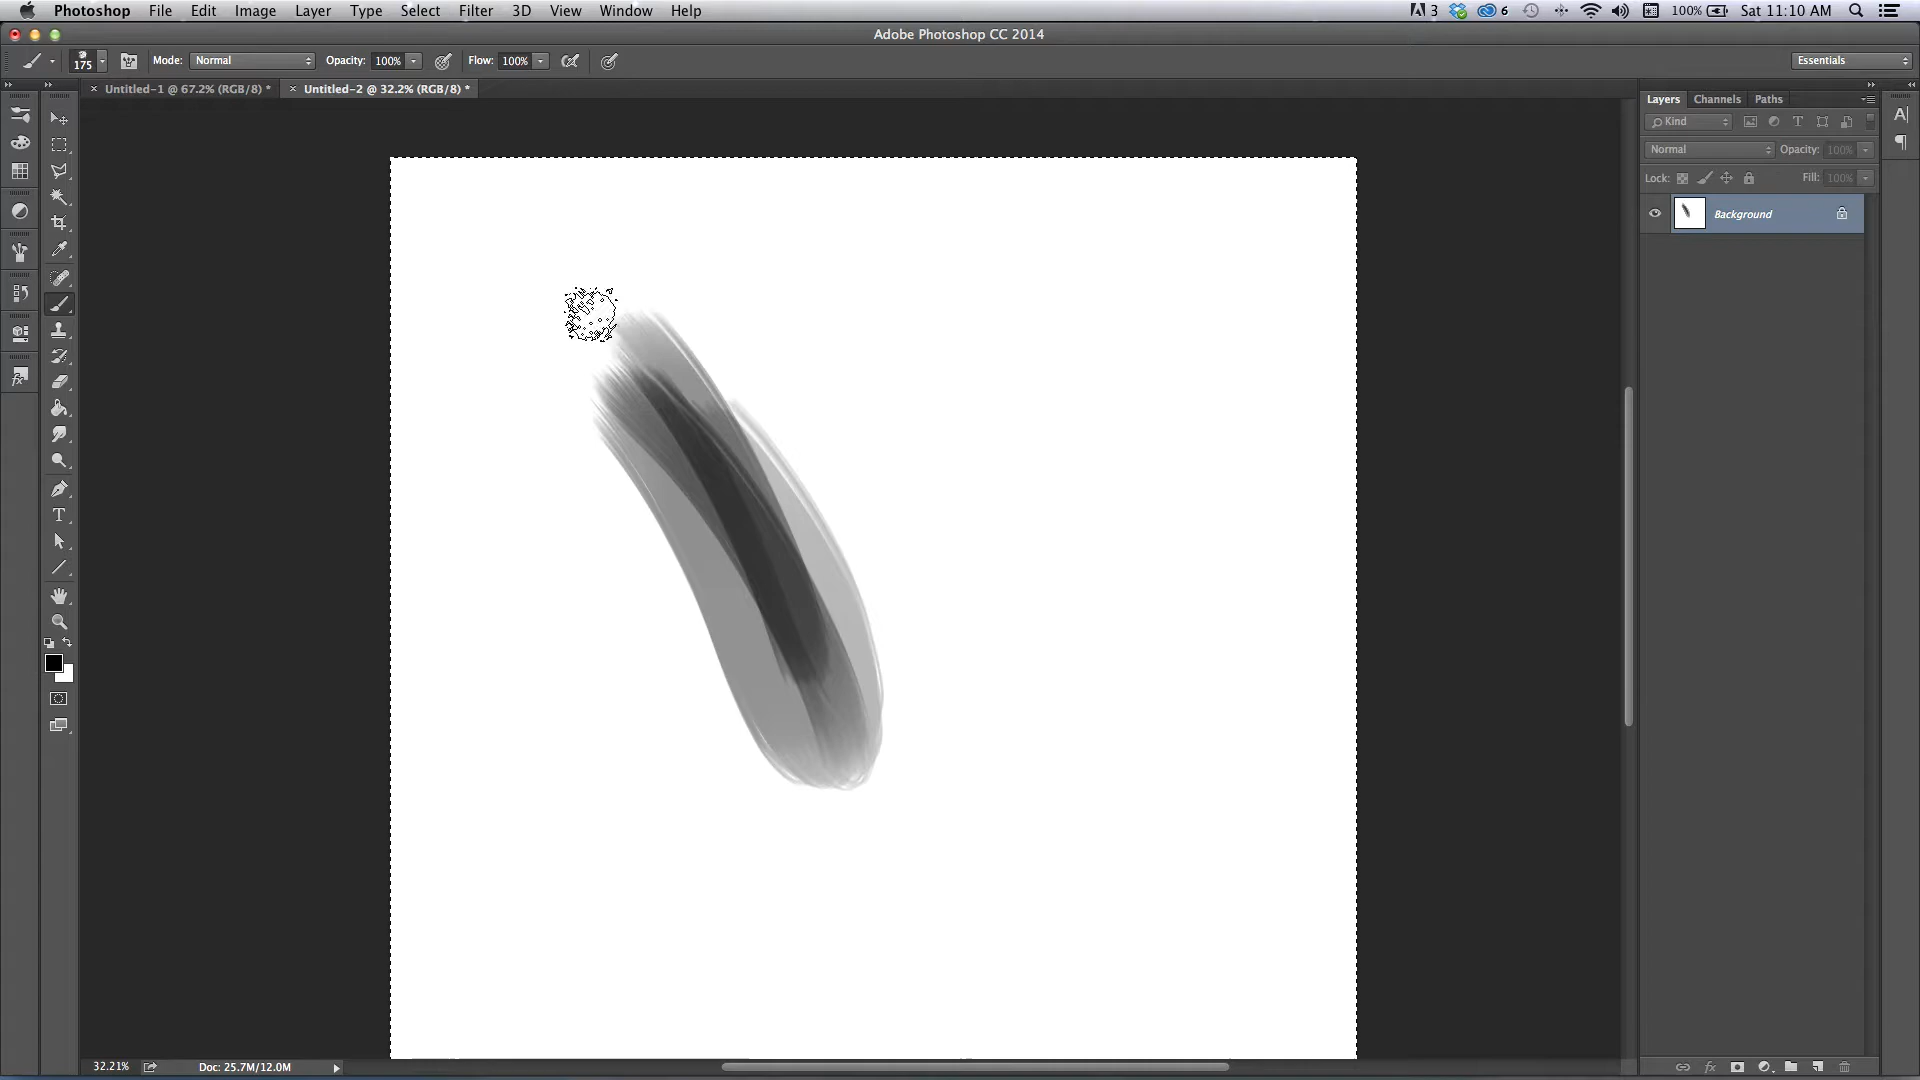 Photoshop File Edit Image Layer Type Select Filter 3D View Window Help 3 6 100% Sat 11:10 AM
Adobe Photoshop CC 2014
175 Mode: Normal Opacity: 100% Flow: 100% Essentials
× Untitled-1 @ 67.2% (RGB/8) * × Untitled-2 @ 32.2% (RGB/8) *
Layers Channels Paths
Kind
Normal Opacity: 100%
Lock: Fill: 100%
Background
32.21% Doc: 25.7M/12.0M